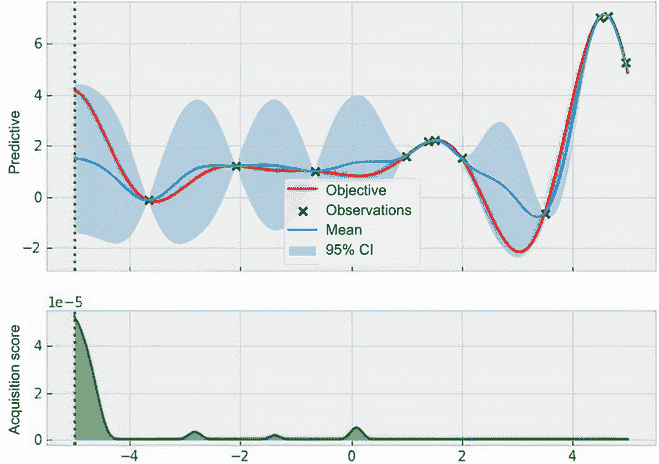 6
4
2
0
−2
Predictive
Objective
Observations
Mean
95% CI
1e−5
4
2
0
Acquisition score
−4
−2
0
2
4